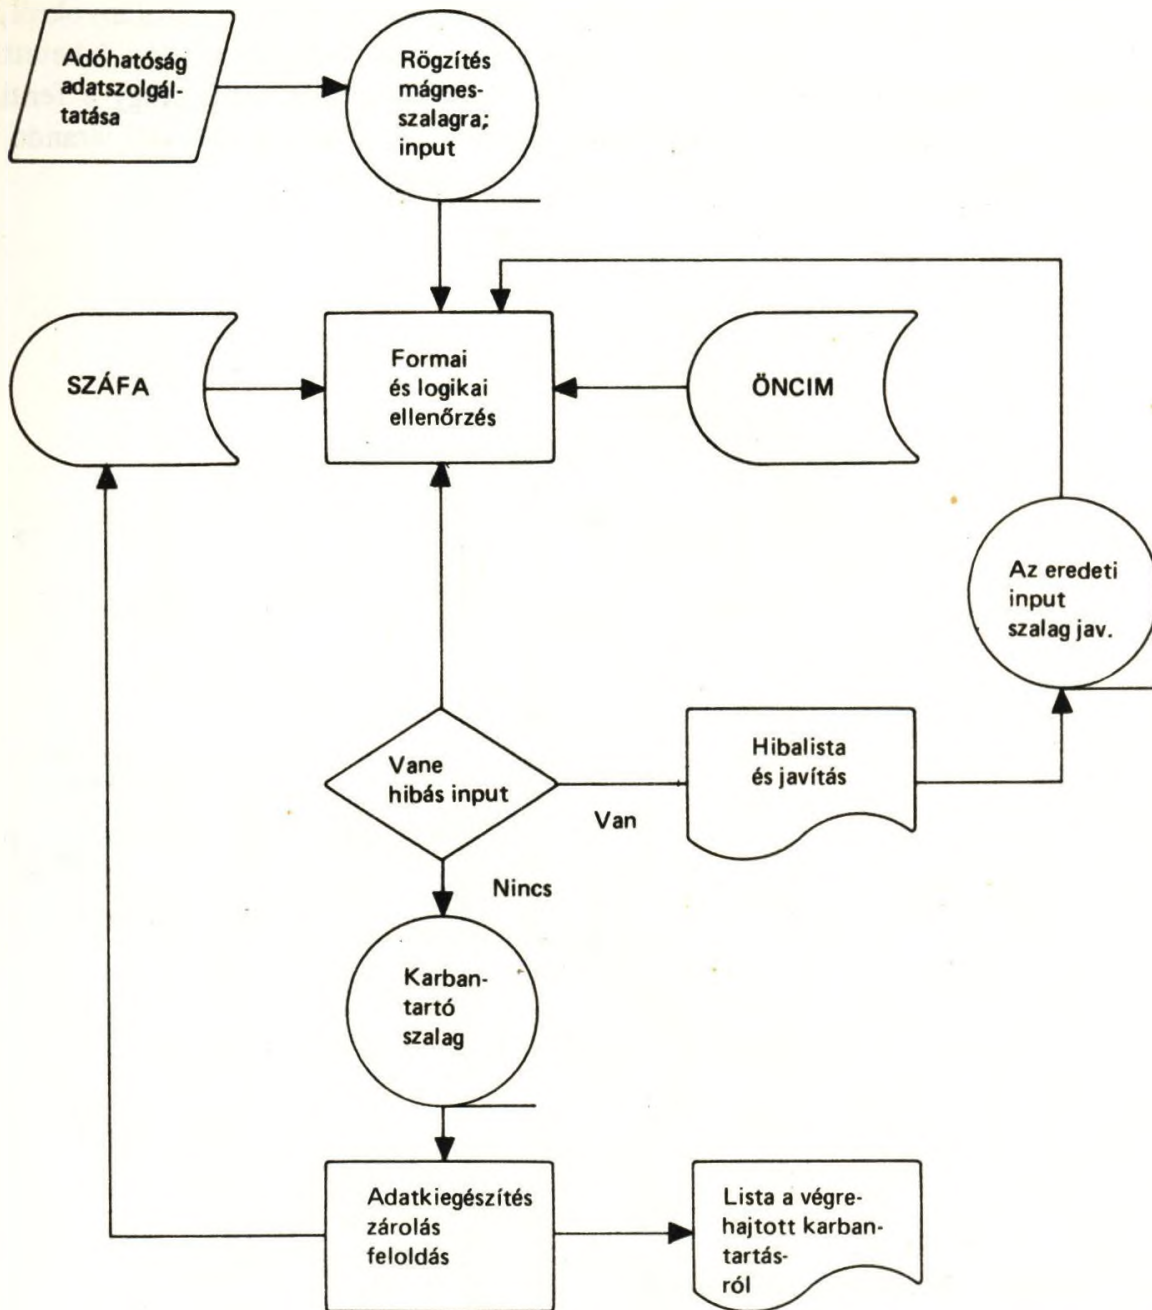 Adóhatóság
adatszolgál-
tatása
Rögzítés
mágnes-
szalagra;
input
SZÁFA
Formai
és logikai
ellenőrzés
ÖNCIM
Az eredeti
input
szalag jav.
Vane
hibás input
Van
Hibalista
és javítás
Nincs
Karban-
tartó
szalag
Adatkiegészítés
zárolás
feloldás
Lista a végre-
hajtott karban-
tartás-
ról